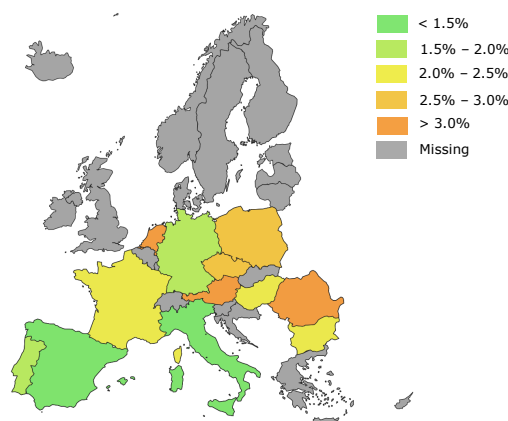 < 1.5%
1.5% – 2.0%
2.0% – 2.5%
2.5% – 3.0%
> 3.0%
Missing